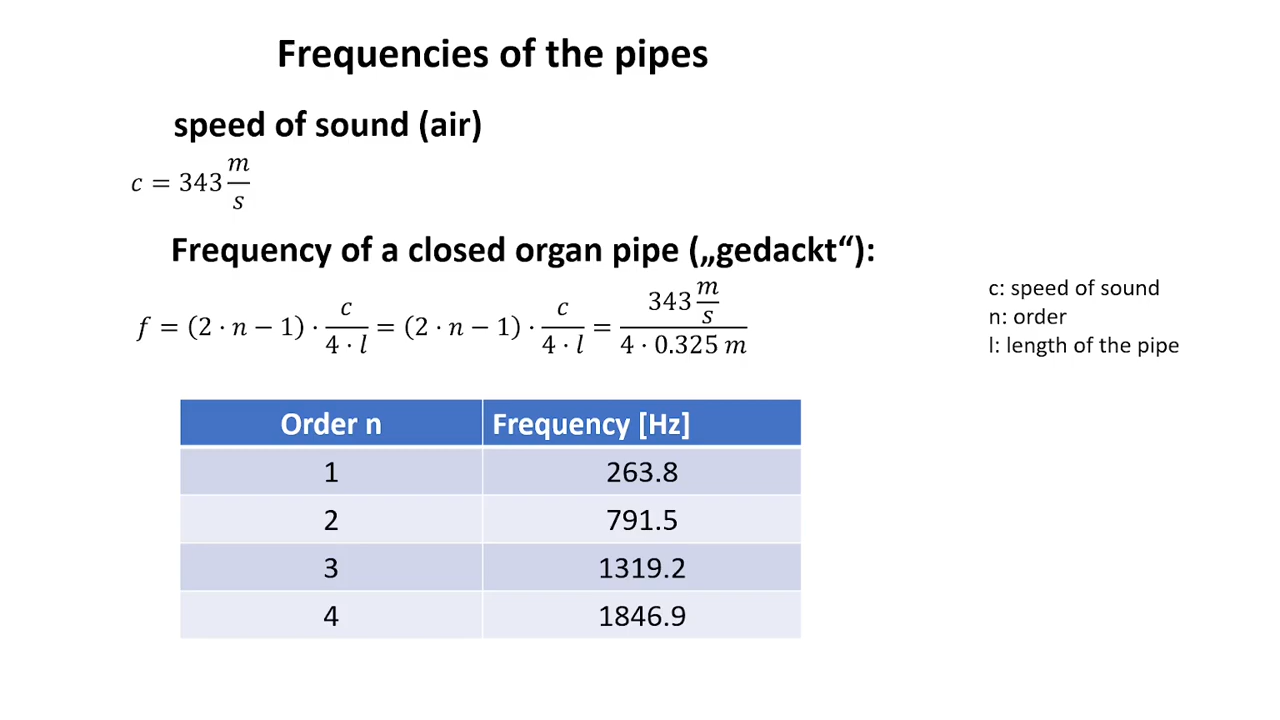 Frequencies of the pipes
speed of sound (air)
c = 343 m/s
Frequency of a closed organ pipe („gedackt“):
f = (2 · n − 1) · c/(4 · l) = (2 · n − 1) · c/(4 · l) = (343 m/s)/(4 · 0.325 m)
c: speed of sound
n: order
l: length of the pipe
Order n Frequency [Hz]
1 263.8
2 791.5
3 1319.2
4 1846.9